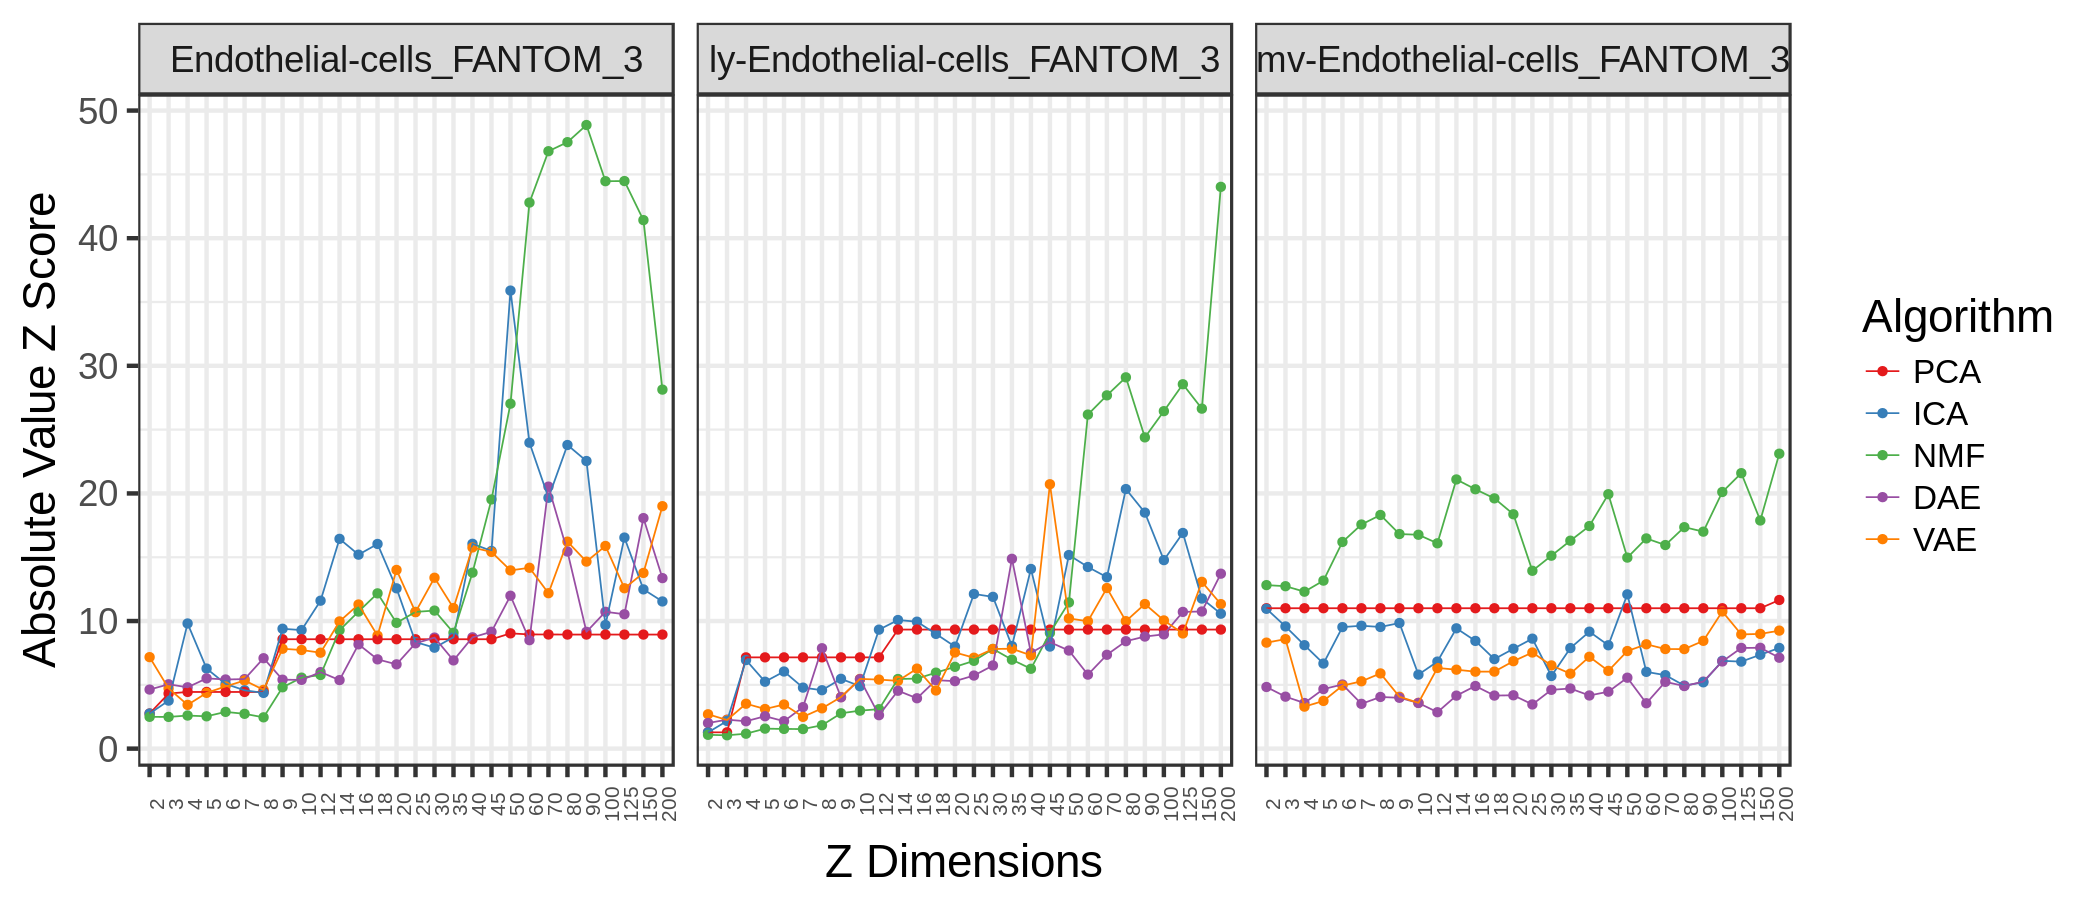 Endothelial-cells_FANTOM_3 ly-Endothelial-cells_FANTOM_3 mv-Endothelial-cells_FANTOM_3
Absolute Value Z Score
50
40
30
20
10
0
Algorithm
PCA
ICA
NMF
DAE
VAE
2 3 4 5 6 7 8 9 10 12 14 16 18 20 25 30 35 40 45 50 60 70 80 90 100 125 150 200
2 3 4 5 6 7 8 9 10 12 14 16 18 20 25 30 35 40 45 50 60 70 80 90 100 125 150 200
2 3 4 5 6 7 8 9 10 12 14 16 18 20 25 30 35 40 45 50 60 70 80 90 100 125 150 200
Z Dimensions